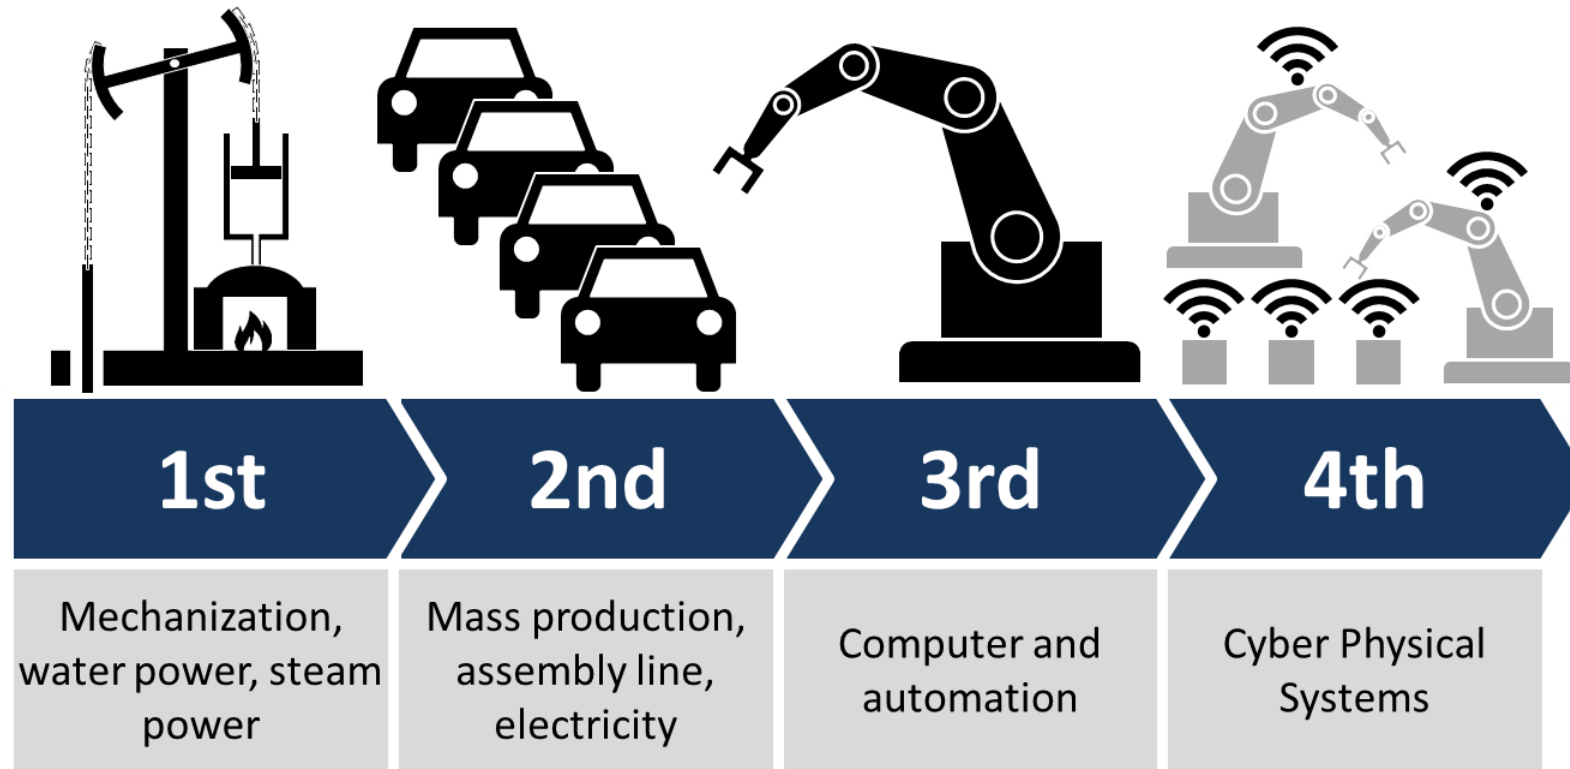 1st
2nd
3rd
4th
Mechanization,
water power, steam
power
Mass production,
assembly line,
electricity
Computer and
automation
Cyber Physical
Systems